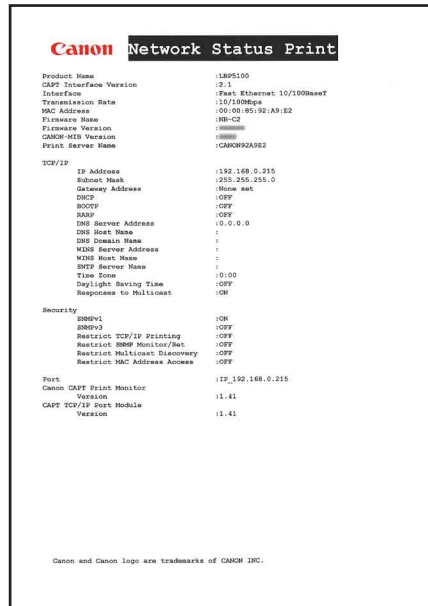 Canon Network Status Print
Product Name :LBP5100
CAPT Interface Version :2.1
Interface :Fast Ethernet 10/100BaseT
Transmission Rate :10/100Mbps
MAC Address :00:00:85:92:A9:E2
Firmware Name :NB-C2
Firmware Version :
CANON-MIB Version :
Print Server Name :CANON92A9E2
TCP/IP
IP Address :192.168.0.215
Subnet Mask :255.255.255.0
Gateway Address :None set
DHCP :OFF
BOOTP :OFF
RARP :OFF
DNS Server Address :0.0.0.0
DNS Host Name :
DNS Domain Name :
WINS Server Address :
WINS Host Name :
SNTP Server Name :
Time Zone :0:00
Daylight Saving Time :OFF
Responses to Multicast :ON
Security
SNMPv1 :ON
SNMPv3 :OFF
Restrict TCP/IP Printing :OFF
Restrict SNMP Monitor/Set :OFF
Restrict Multicast Discovery :OFF
Restrict MAC Address Access :OFF
Port :IP_192.168.0.215
Canon CAPT Print Monitor
Version :1.41
CAPT TCP/IP Port Module
Version :1.41
Canon and Canon logo are trademarks of CANON INC.